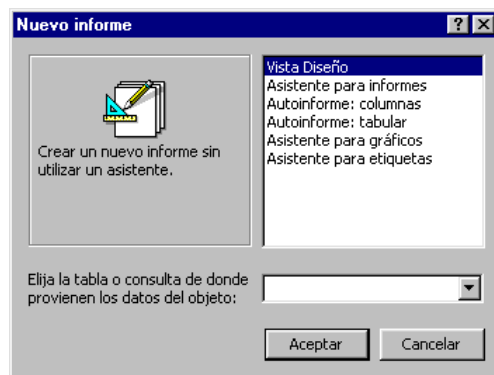 Nuevo informe
Vista Diseño
Asistente para informes
Autoinforme: columnas
Autoinforme: tabular
Asistente para gráficos
Asistente para etiquetas
Crear un nuevo informe sin
utilizar un asistente.
Elija la tabla o consulta de donde
provienen los datos del objeto:
Aceptar
Cancelar